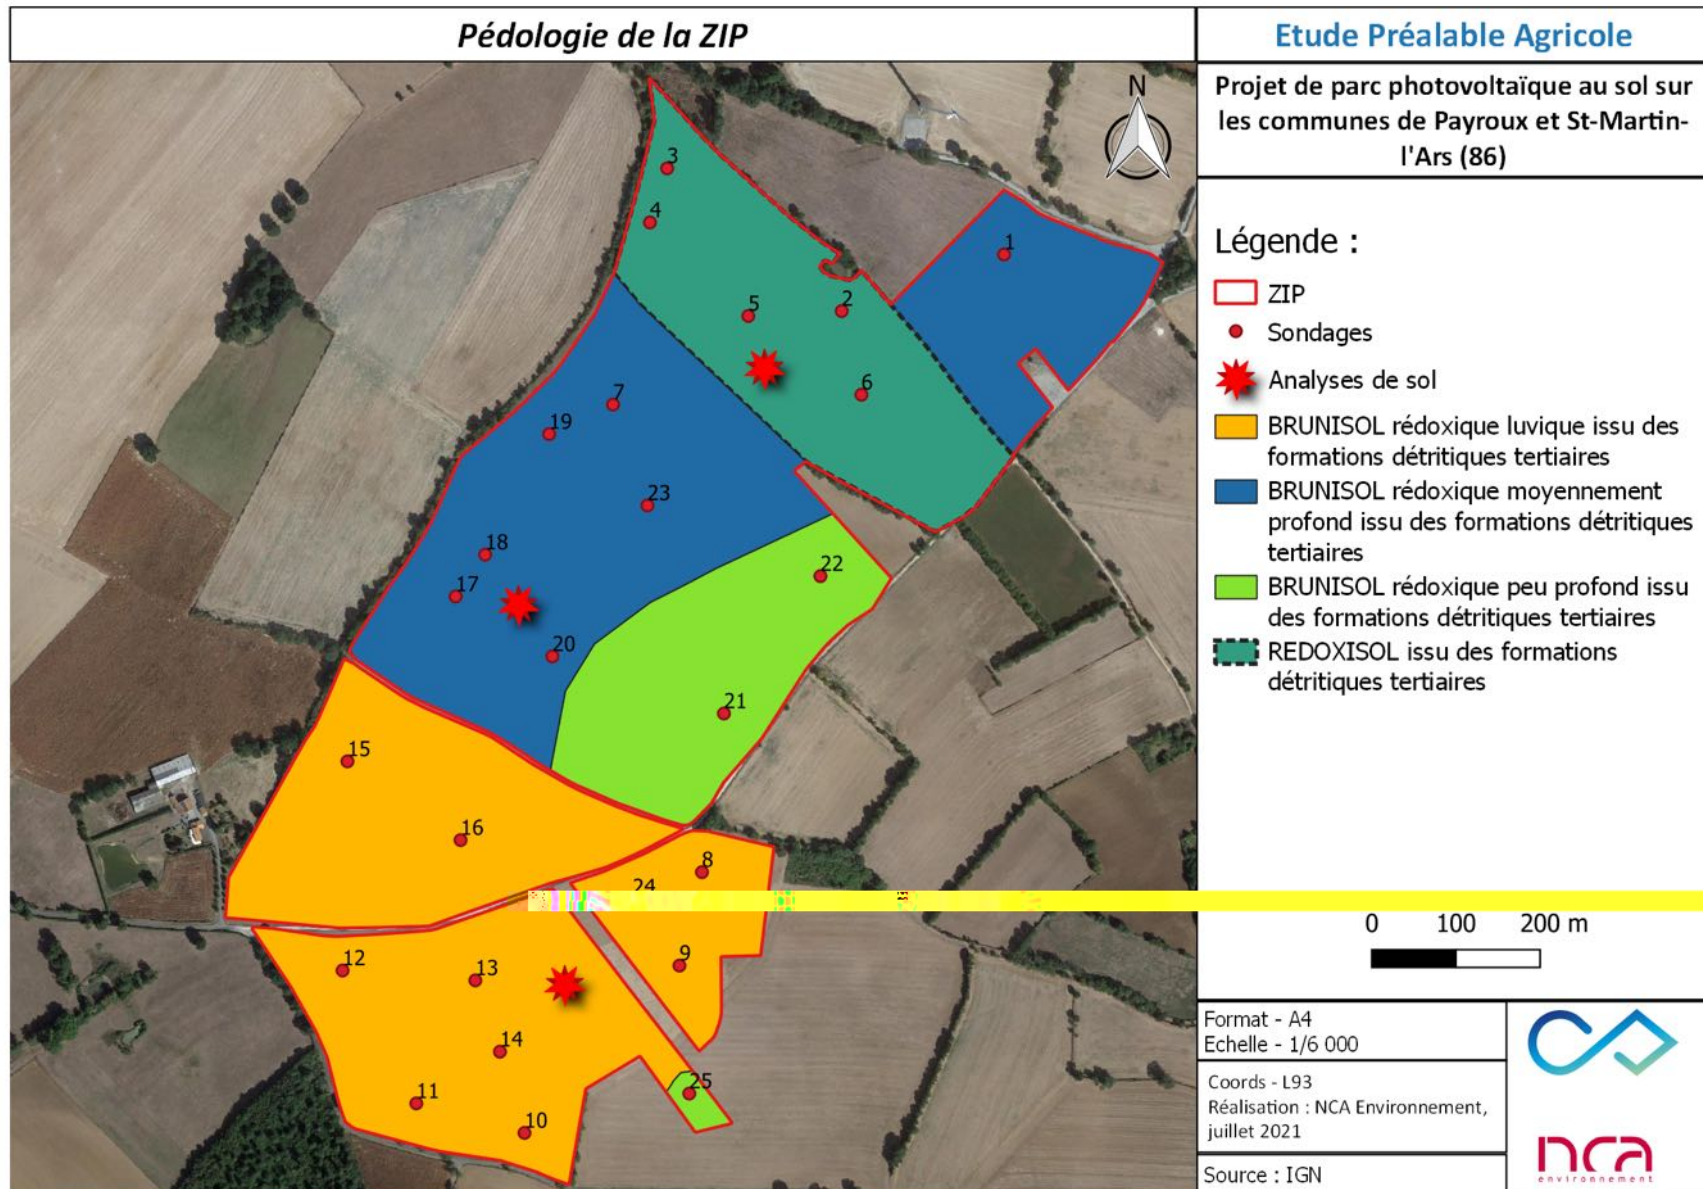 Pédologie de la ZIP
Etude Préalable Agricole
Projet de parc photovoltaïque au sol sur
les communes de Payroux et St-Martin-
l'Ars (86)
N
Légende :
ZIP
Sondages
Analyses de sol
BRUNISOL rédoxique luvique issu des
formations détritiques tertiaires
BRUNISOL rédoxique moyennement
profond issu des formations détritiques
tertiaires
BRUNISOL rédoxique peu profond issu
des formations détritiques tertiaires
REDOXISOL issu des formations
détritiques tertiaires
3
4
1
5
2
6
7
19
23
18
17
22
20
21
15
16
8
24
12
13
9
14
25
11
10
0 100 200 m
Format - A4
Echelle - 1/6 000
Coords - L93
Réalisation : NCA Environnement,
juillet 2021
Source : IGN
nca
environnement